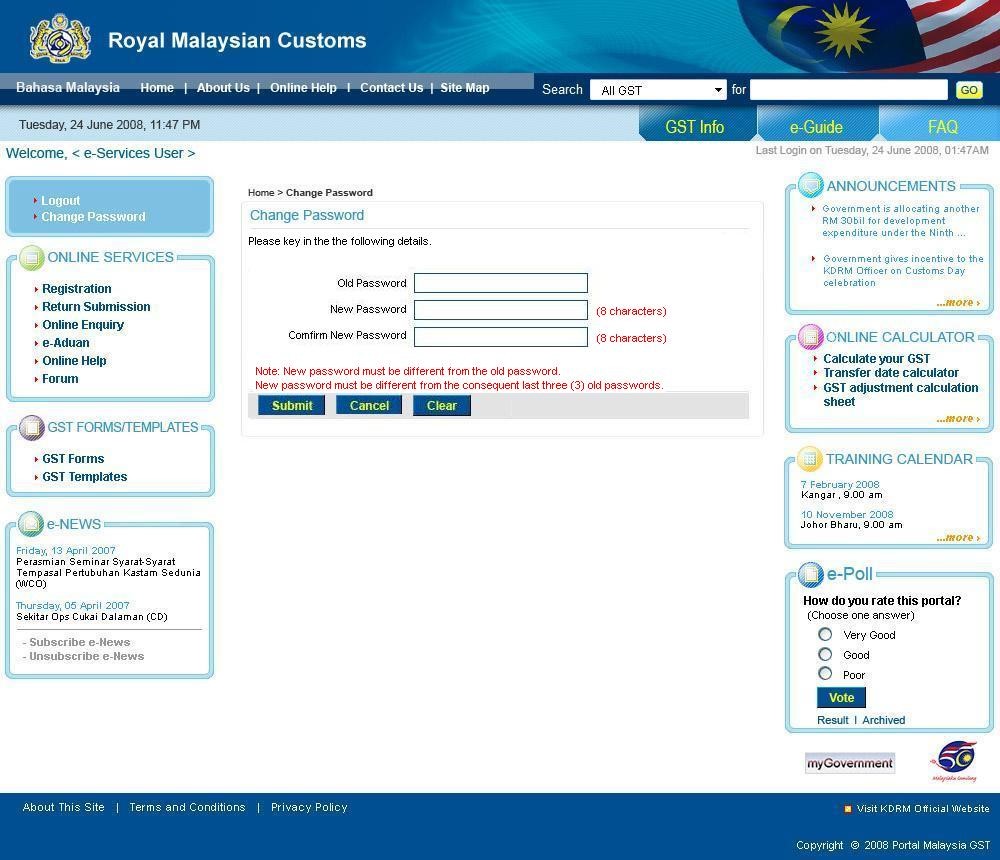 Royal Malaysian Customs
Bahasa Malaysia Home | About Us | Online Help | Contact Us | Site Map
Search All GST for GO
Tuesday, 24 June 2008, 11:47 PM
GST Info e-Guide FAQ
Welcome, < e-Services User >
Last Login on Tuesday, 24 June 2008, 01:47AM
Logout
Change Password
ONLINE SERVICES
Registration
Return Submission
Online Enquiry
e-Aduan
Online Help
Forum
GST FORMS/TEMPLATES
GST Forms
GST Templates
e-NEWS
Friday, 13 April 2007
Perasmian Seminar Syarat-Syarat
Tempasal Pertubuhan Kastam Sedunia
(WCO)
Thursday, 05 April 2007
Sekitar Ops Cukai Dalaman (CD)
- Subscribe e-News
- Unsubscribe e-News
Home > Change Password
Change Password
Please key in the the following details.
Old Password
New Password (8 characters)
Comfirm New Password (8 characters)
Note: New password must be different from the old password.
New password must be different from the consequent last three (3) old passwords.
Submit Cancel Clear
ANNOUNCEMENTS
Government is allocating another
RM 30bil for development
expenditure under the Ninth ...
Government gives incentive to the
KDRM Officer on Customs Day
celebration
...more ›
ONLINE CALCULATOR
Calculate your GST
Transfer date calculator
GST adjustment calculation
sheet
...more ›
TRAINING CALENDAR
7 February 2008
Kangar , 9.00 am
10 November 2008
Johor Bharu, 9.00 am
...more ›
e-Poll
How do you rate this portal?
(Choose one answer)
Very Good
Good
Poor
Vote
Result | Archived
myGovernment
50
About This Site | Terms and Conditions | Privacy Policy
Visit KDRM Official Website
Copyright © 2008 Portal Malaysia GST